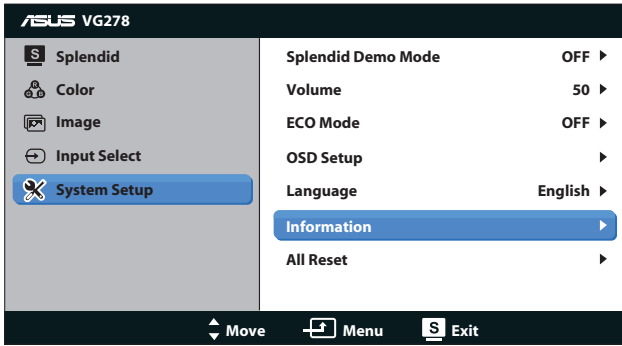 ASUS VG278
S Splendid
Color
Image
Input Select
System Setup
Splendid Demo Mode OFF
Volume 50
ECO Mode OFF
OSD Setup
Language English
Information
All Reset
Move Menu S Exit